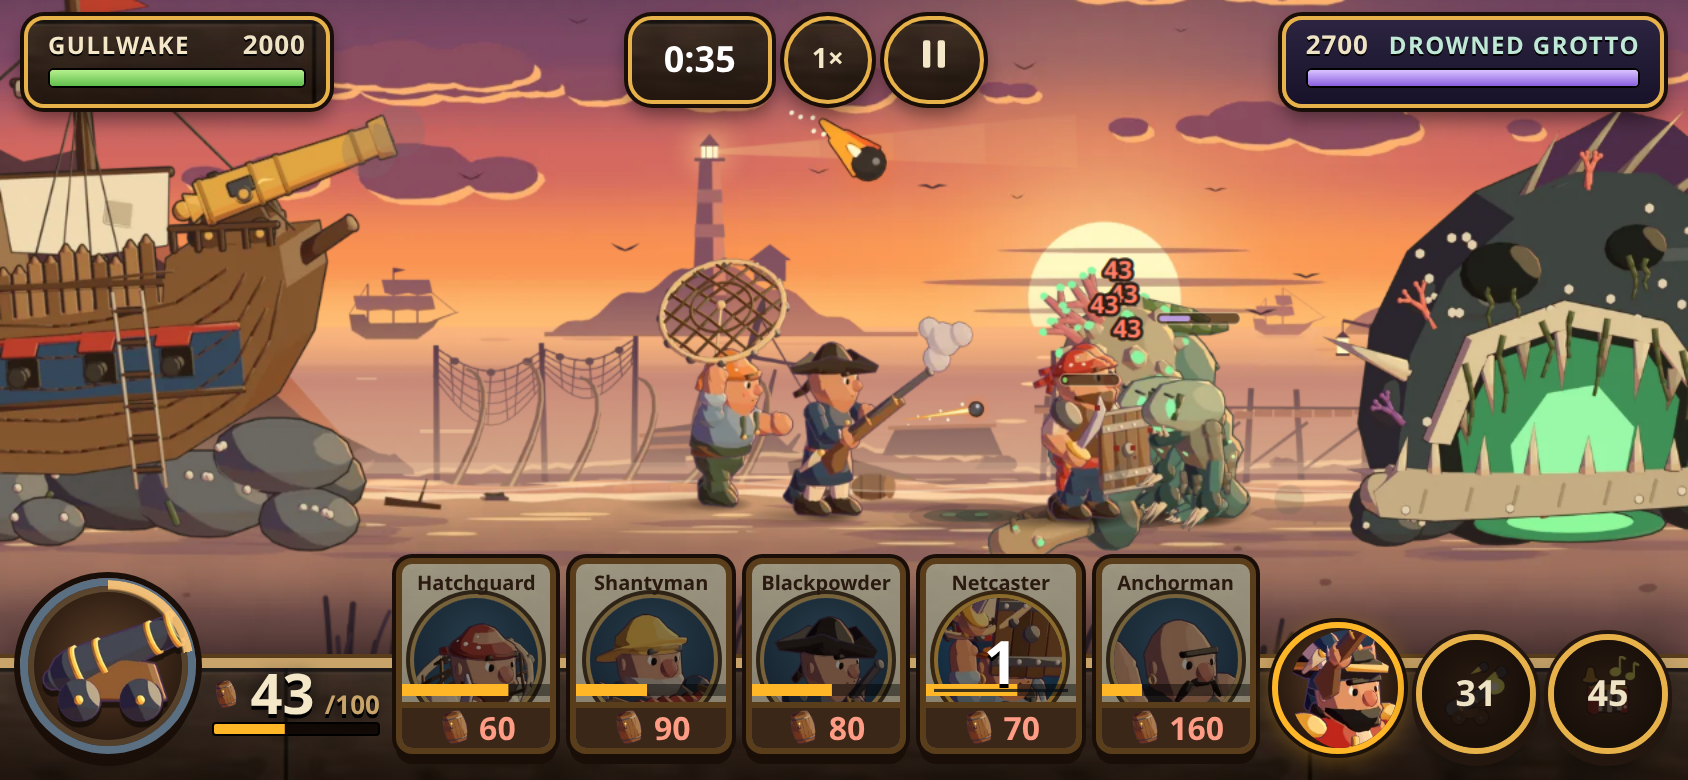 GULLWAKE 2000
0:35
1×
2700 DROWNED GROTTO
43
43
43
43
43 /100
Hatchguard
60
Shantyman
90
Blackpowder
80
Netcaster
1
70
Anchorman
160
31
45